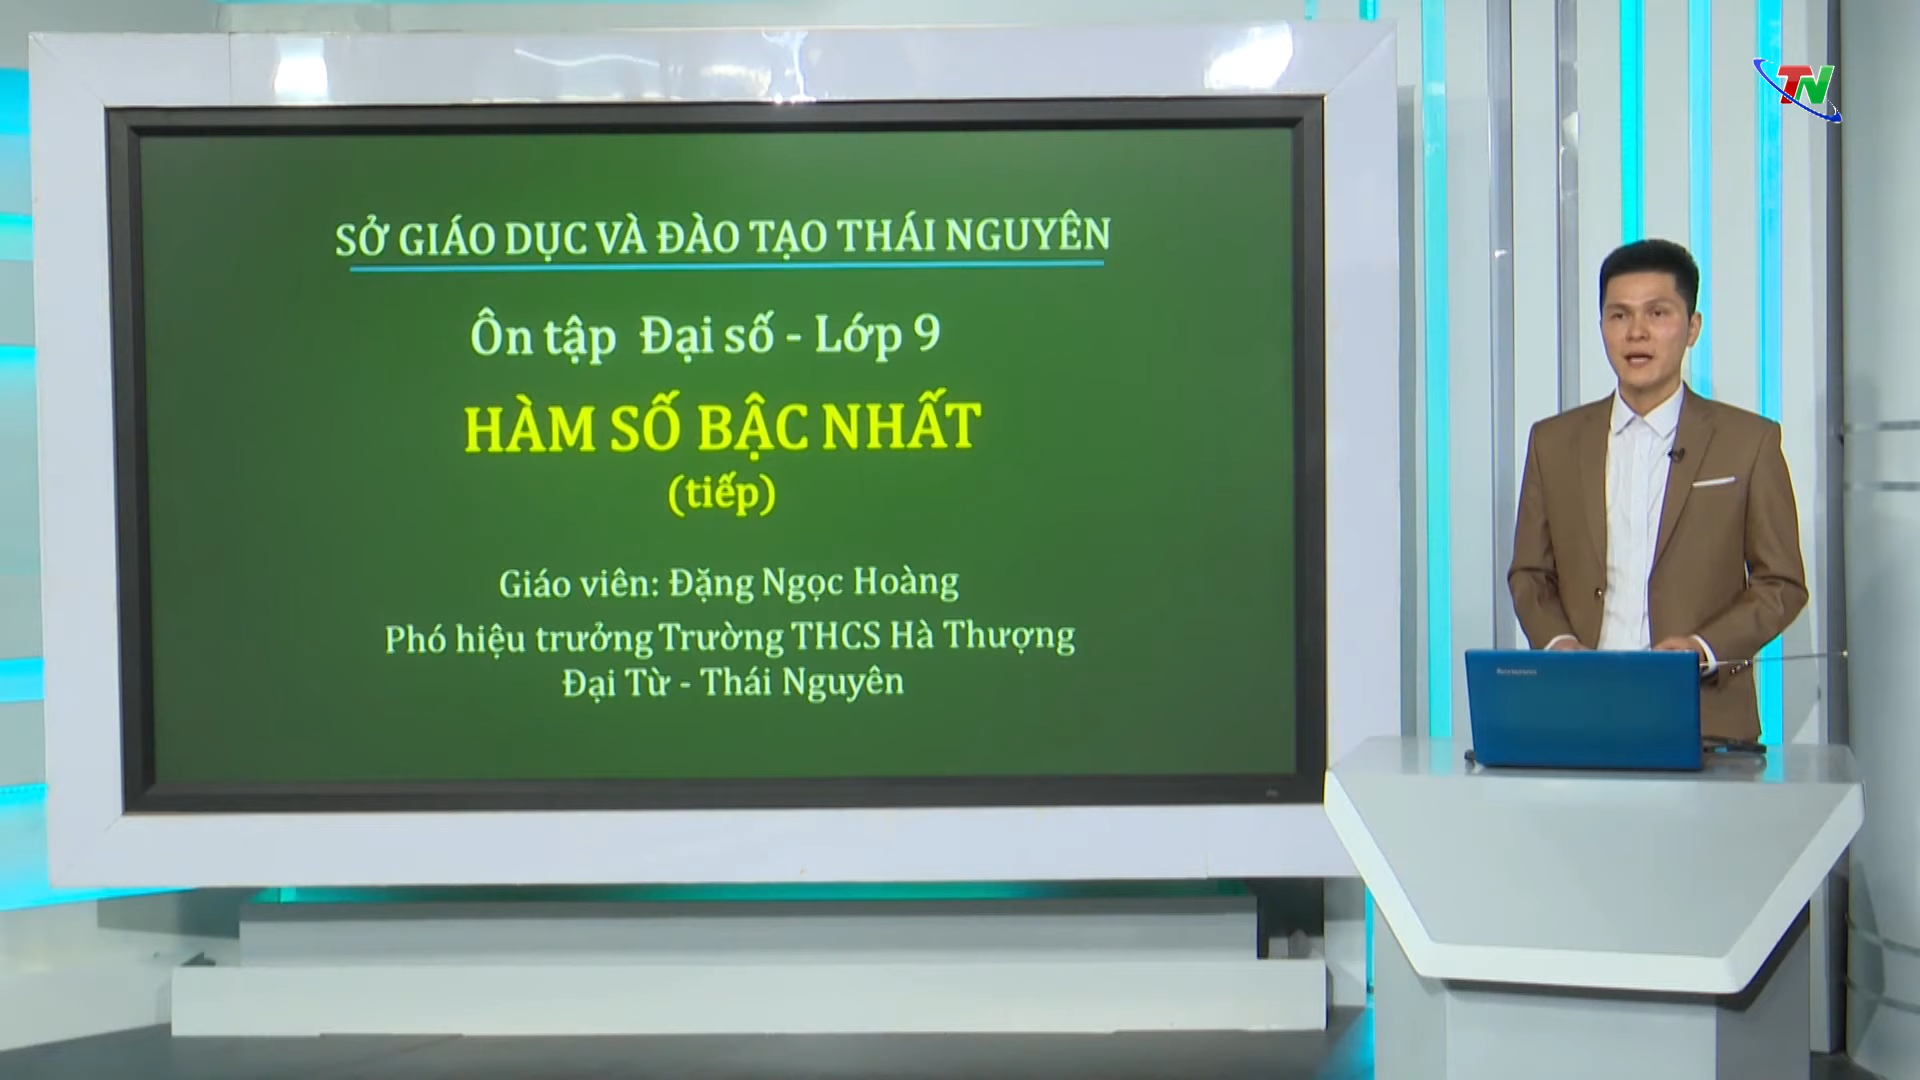 TN
SỞ GIÁO DỤC VÀ ĐÀO TẠO THÁI NGUYÊN
Ôn tập Đại số - Lớp 9
HÀM SỐ BẬC NHẤT
(tiếp)
Giáo viên: Đặng Ngọc Hoàng
Phó hiệu trưởng Trường THCS Hà Thượng
Đại Từ - Thái Nguyên
lenovo